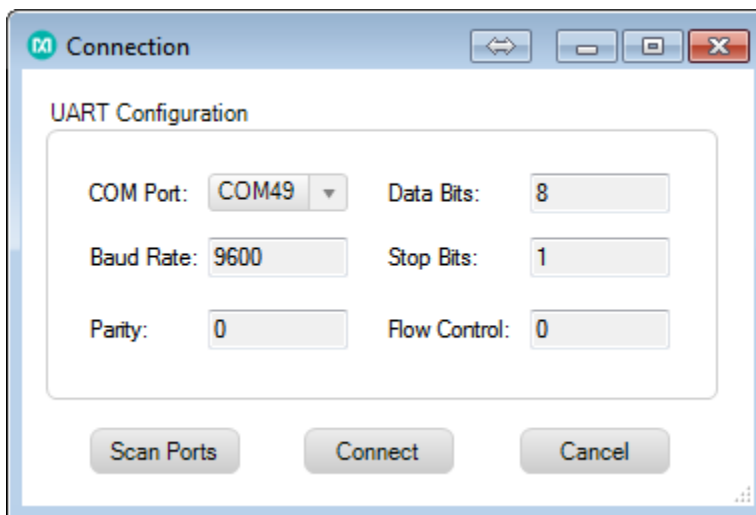 Connection
UART Configuration
COM Port: COM49 Data Bits: 8
Baud Rate: 9600 Stop Bits: 1
Parity: 0 Flow Control: 0
Scan Ports Connect Cancel